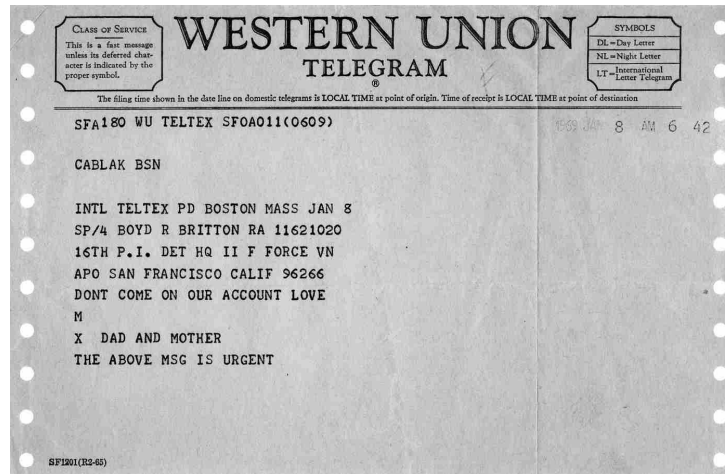 CLASS OF SERVICE
This is a fast message
unless its deferred char-
acter is indicated by the
proper symbol.
WESTERN UNION
TELEGRAM
®
SYMBOLS
DL=Day Letter
NL=Night Letter
LT=International Letter Telegram
The filing time shown in the date line on domestic telegrams is LOCAL TIME at point of origin. Time of receipt is LOCAL TIME at point of destination
SFA180 WU TELTEX SFOA011(0609)
1969 JAN 8 AM 6 42
CABLAK BSN
INTL TELTEX PD BOSTON MASS JAN 8
SP/4 BOYD R BRITTON RA 11621020
16TH P.I. DET HQ II F FORCE VN
APO SAN FRANCISCO CALIF 96266
DONT COME ON OUR ACCOUNT LOVE
M
X DAD AND MOTHER
THE ABOVE MSG IS URGENT
SF1201(R2-65)